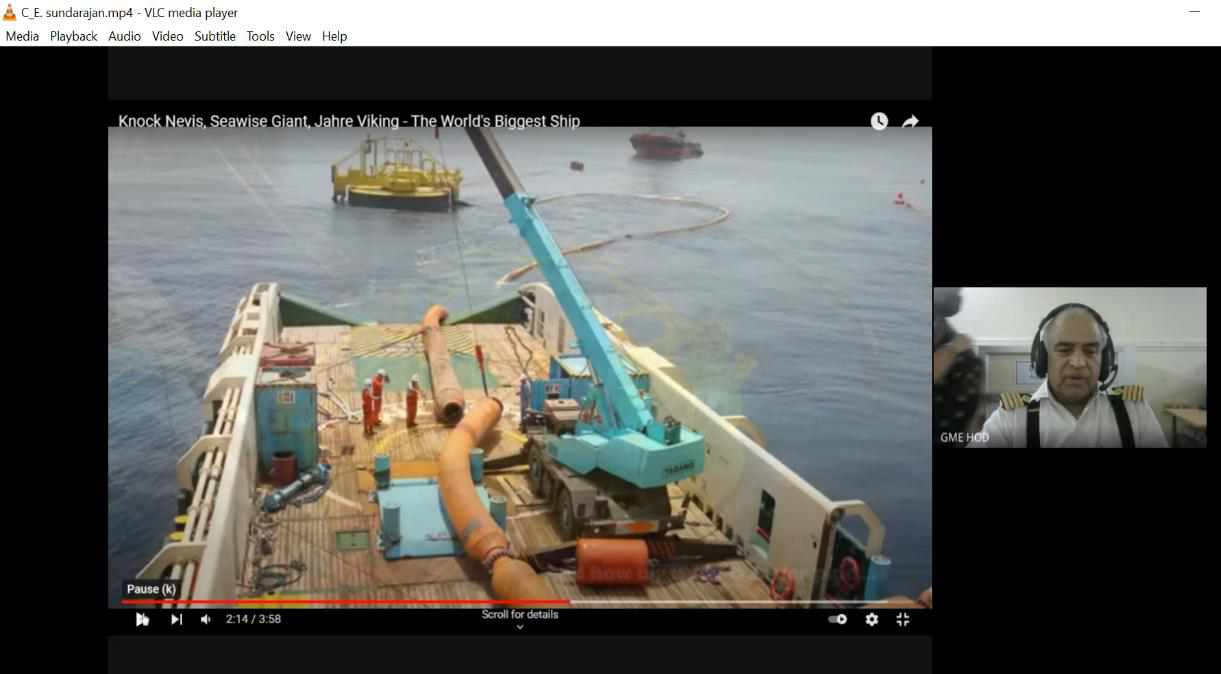 C_E. sundarajan.mp4 - VLC media player
Media Playback Audio Video Subtitle Tools View Help
Knock Nevis, Seawise Giant, Jahre Viking - The World's Biggest Ship
TADANO
GME HOD
how b
Pause (k)
2:14 / 3:58
Scroll for details